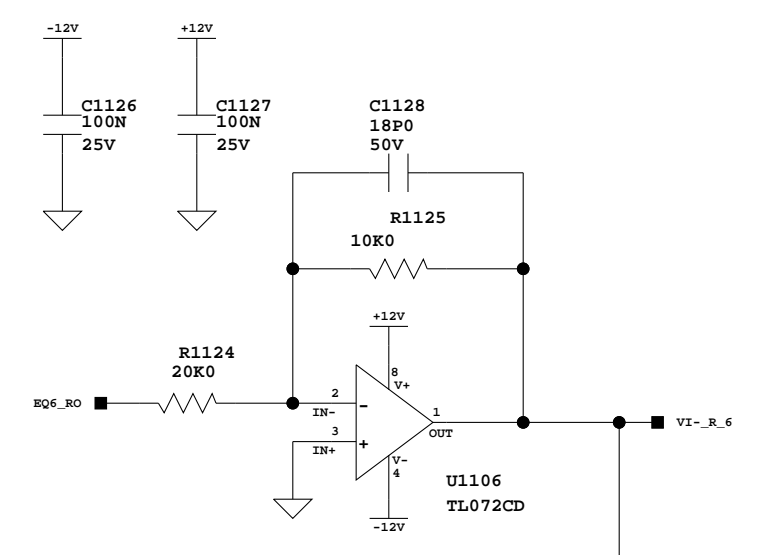 -12V
+12V
C1126
100N
25V
C1127
100N
25V
C1128
18P0
50V
R1125
10K0
+12V
R1124
20K0
8
V+
EQ6_RO
2
IN-
-
1
OUT
VI-_R_6
3
IN+
+
V-
4
U1106
TL072CD
-12V